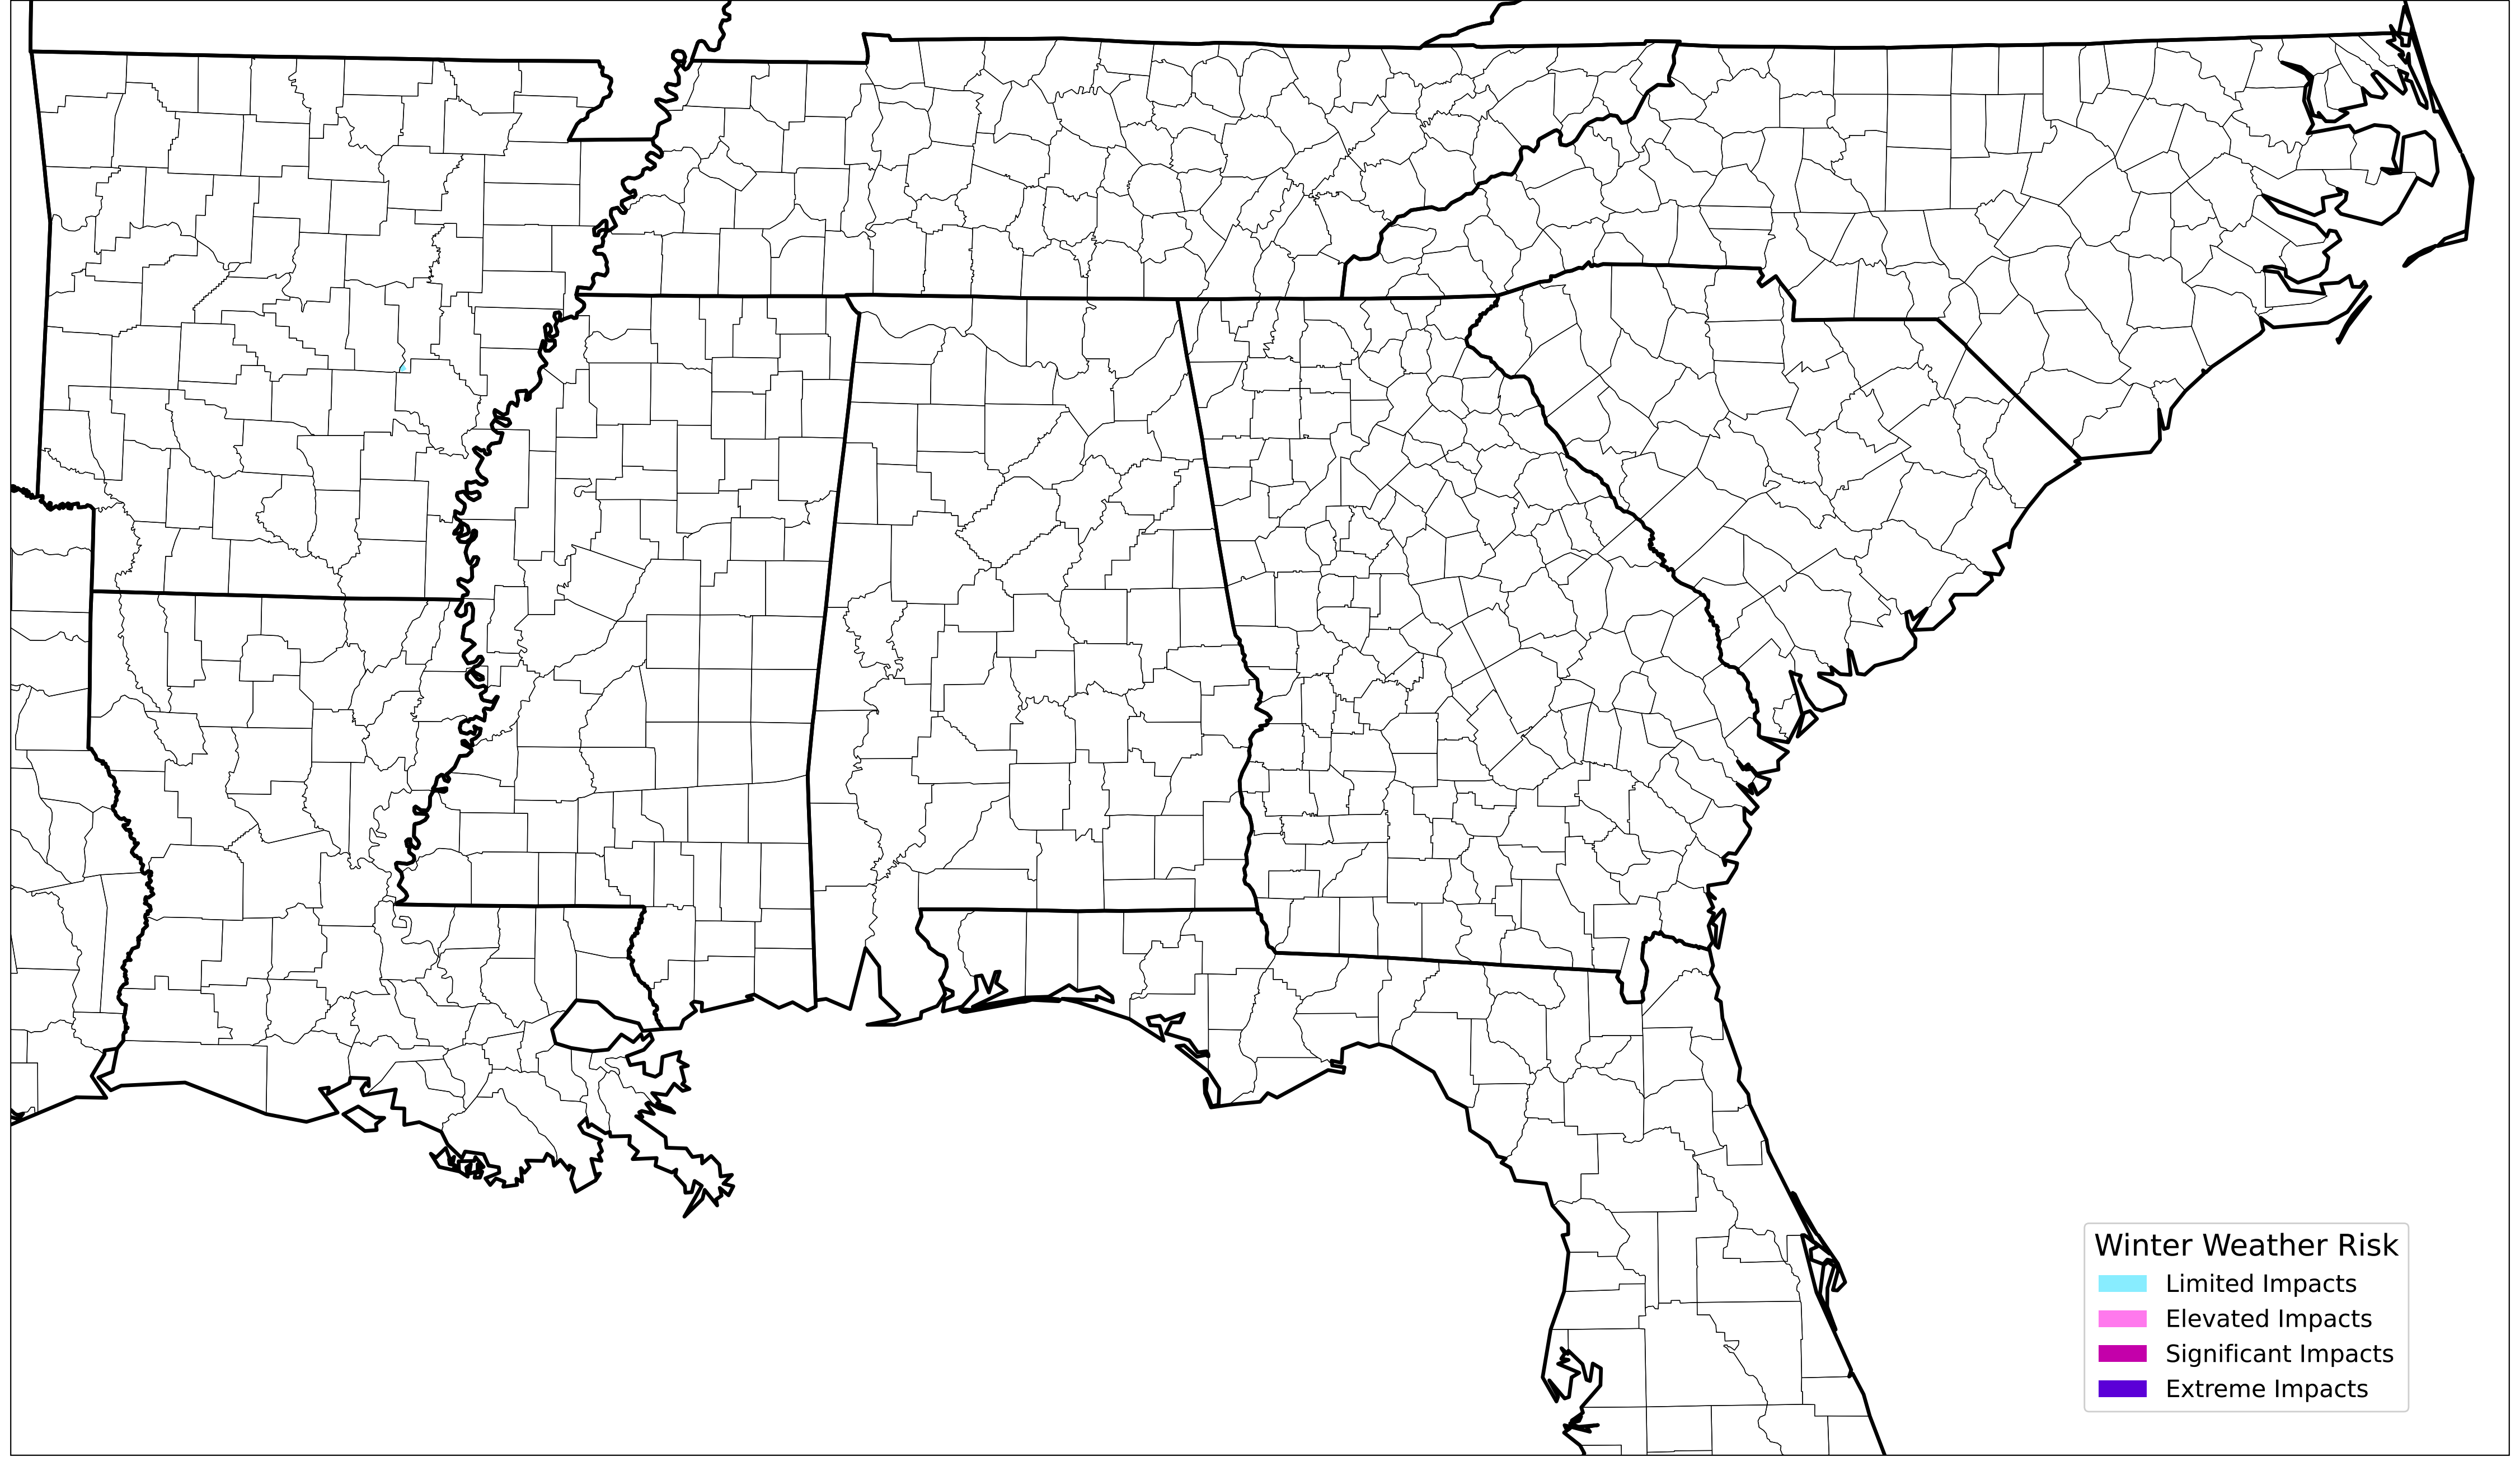 Winter Weather Risk
Limited Impacts
Elevated Impacts
Significant Impacts
Extreme Impacts